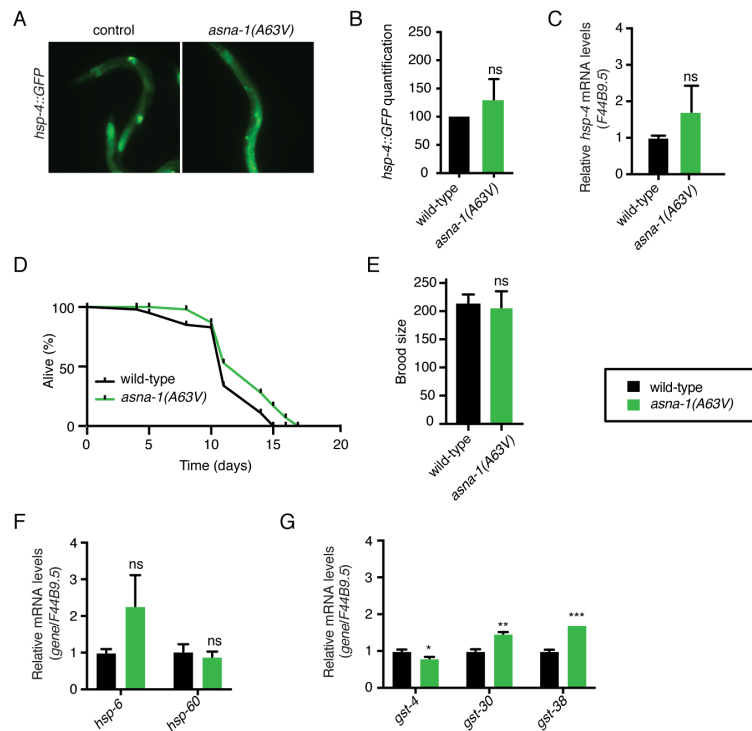 A
control
asna-1(A63V)
hsp-4::GFP
B
hsp-4::GFP quantification
200
150
100
50
0
ns
wild-type
asna-1(A63V)
C
Relative hsp-4 mRNA levels
(F44B9.5)
4
3
2
1
0
ns
wild-type
asna-1(A63V)
D
Alive (%)
100
50
0
wild-type
asna-1(A63V)
0
5
10
15
20
Time (days)
E
Brood size
250
200
150
100
50
0
ns
wild-type
asna-1(A63V)
wild-type
asna-1(A63V)
F
Relative mRNA levels
(gene/F44B9.5)
4
3
2
1
0
ns
ns
hsp-6
hsp-60
G
Relative mRNA levels
(gene/F44B9.5)
4
2
1
0
*
**
***
gst-4
gst-30
gst-38